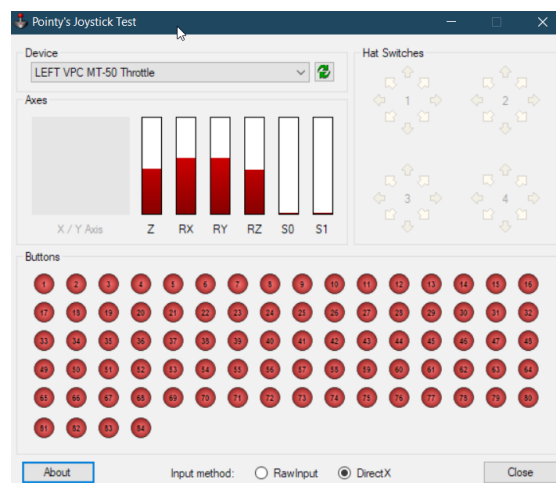 Pointy's Joystick Test
Device
LEFT VPC MT-50 Throttle
Axes
X / Y Axis
Z RX RY RZ S0 S1
Hat Switches
1 2
3 4
Buttons
1 2 3 4 5 6 7 8 9 10 11 12 13 14 15 16
17 18 19 20 21 22 23 24 25 26 27 28 29 30 31 32
33 34 35 36 37 38 39 40 41 42 43 44 45 46 47 48
49 50 51 52 53 54 55 56 57 58 59 60 61 62 63 64
65 66 67 68 69 70 71 72 73 74 75 76 77 78 79 80
81 82 83 84
About
Input method: RawInput DirectX
Close